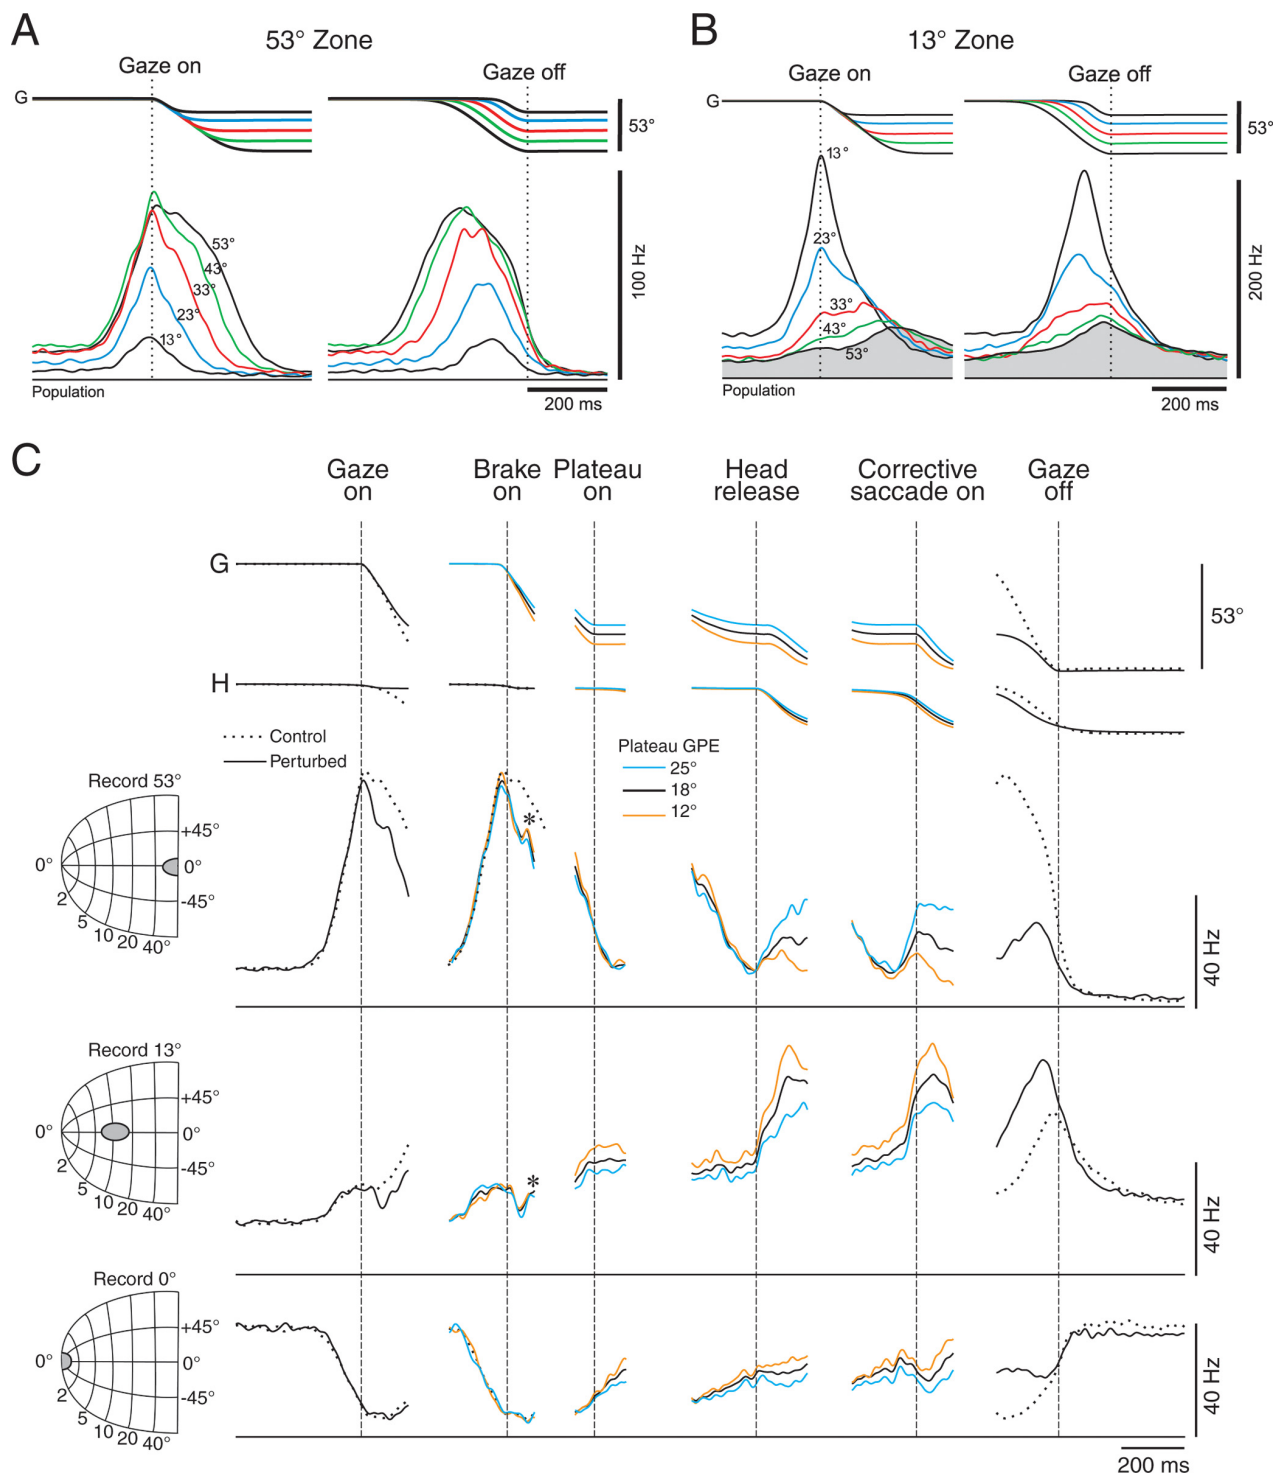 A
53° Zone
Gaze on
Gaze off
G
53°
53°
43°
33°
23°
13°
100 Hz
Population
200 ms
B
13° Zone
Gaze on
Gaze off
G
53°
13°
23°
33°
43°
53°
200 Hz
Population
200 ms
C
Gaze
on
Brake
on
Plateau
on
Head
release
Corrective
saccade on
Gaze
off
G
53°
H
Control
Perturbed
Plateau GPE
25°
18°
12°
Record 53°
+45°
0°
0°
-45°
2
5
10
20
40°
*
40 Hz
Record 13°
+45°
0°
0°
-45°
2
5
10
20
40°
*
40 Hz
Record 0°
+45°
0°
0°
-45°
2
5
10
20
40°
40 Hz
200 ms